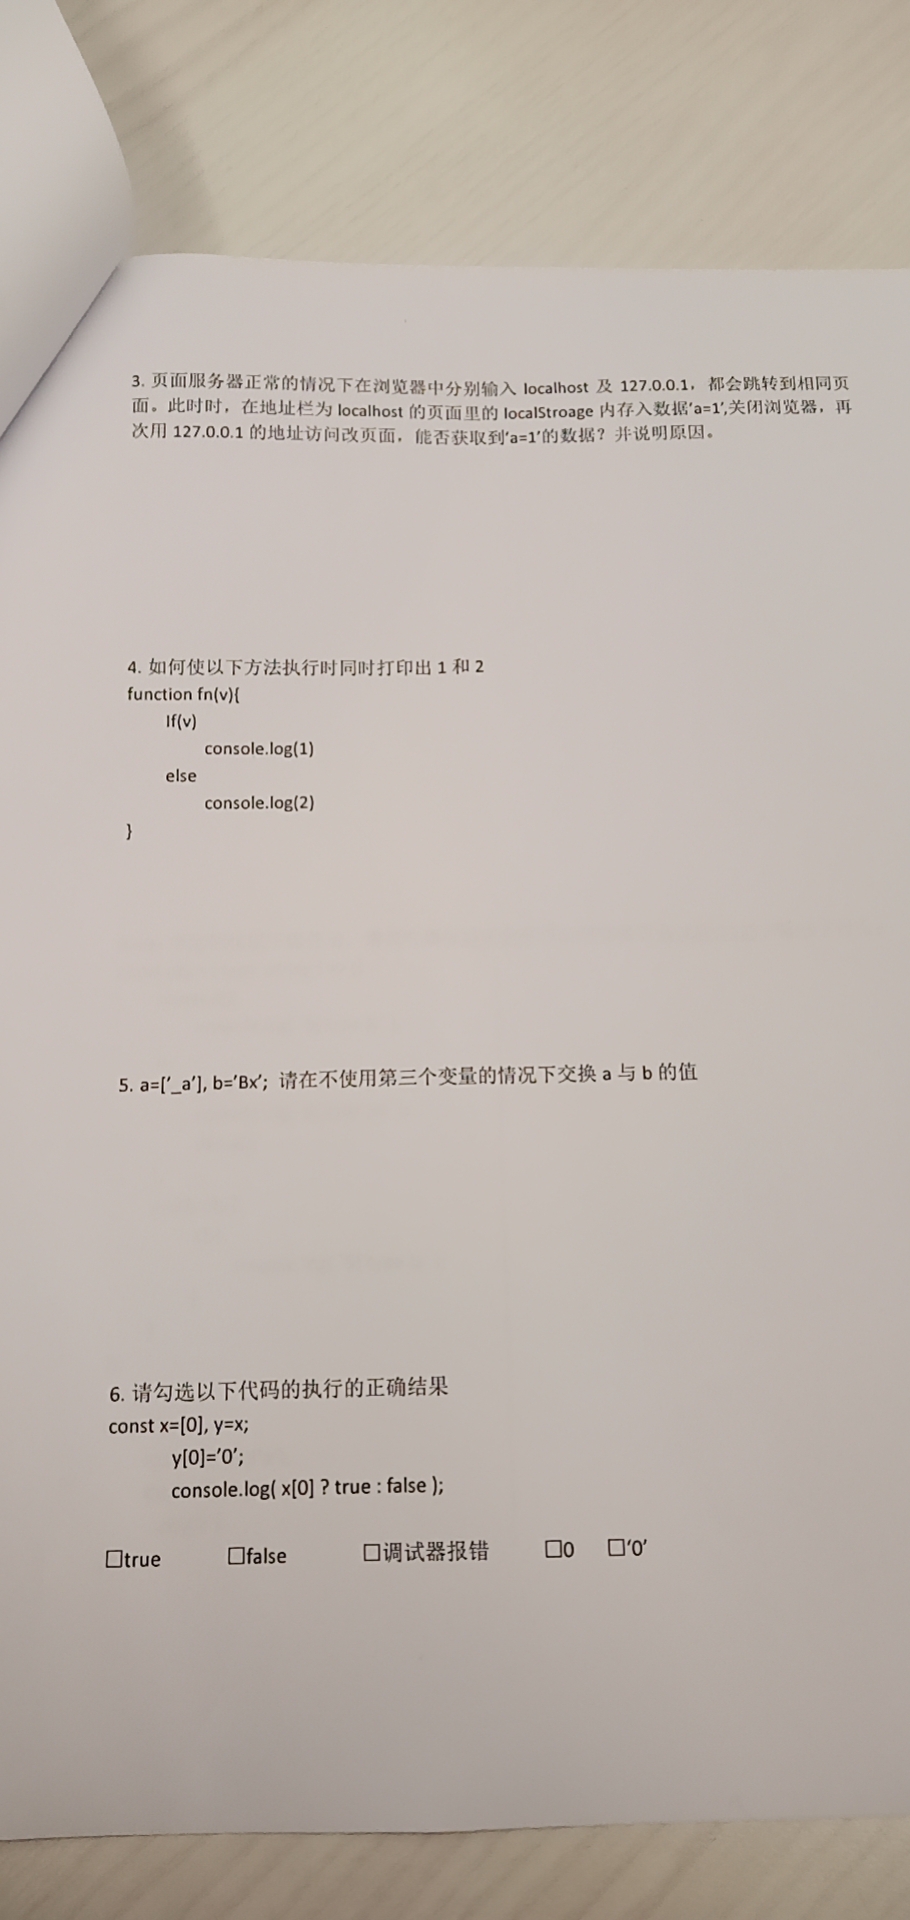 3. 页面服务器正常的情况下在浏览器中分别输入 localhost 及 127.0.0.1，都会跳转到相同页
面。此时时，在地址栏为 localhost 的页面里的 localStroage 内存入数据'a=1',关闭浏览器，再
次用 127.0.0.1 的地址访问改页面，能否获取到'a=1'的数据？并说明原因。
4. 如何使以下方法执行时同时打印出 1 和 2
function fn(v){
If(v)
console.log(1)
else
console.log(2)
}
5. a=['_a'], b='Bx'; 请在不使用第三个变量的情况下交换 a 与 b 的值
6. 请勾选以下代码的执行的正确结果
const x=[0], y=x;
y[0]='0';
console.log( x[0] ? true : false );
□true □false □调试器报错 □0 □'0'